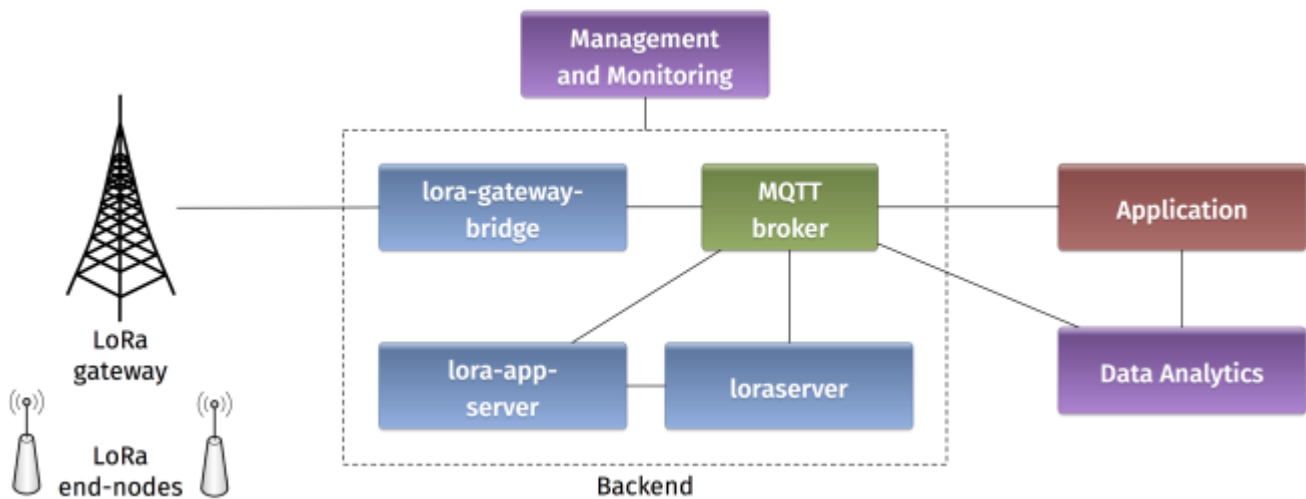 Management
and Monitoring
lora-gateway-
bridge
MQTT
broker
Application
LoRa
gateway
lora-app-
server
loraserver
Data Analytics
LoRa
end-nodes
Backend